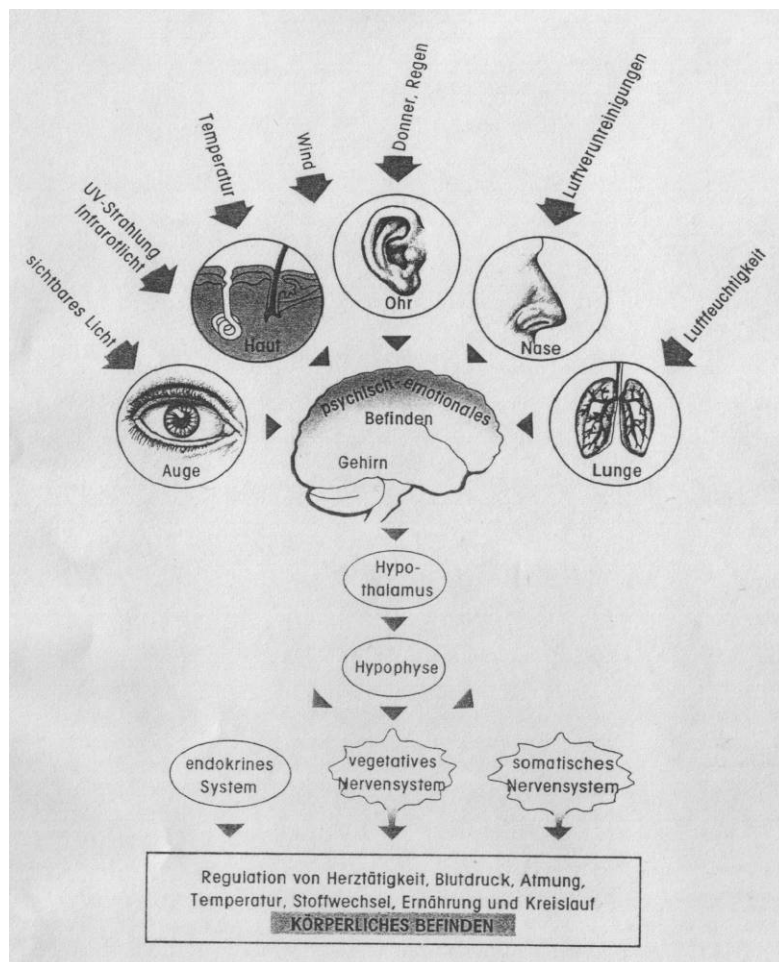 Donner, Regen
Wind
Temperatur
Luftverunreinigungen
UV-Strahlung
Infrarotlicht
sichtbares Licht
Luftfeuchtigkeit
Ohr
Haut
Nase
Auge
Lunge
psychisch-emotionales
Befinden
Gehirn
Hypo-
thalamus
Hypophyse
endokrines
System
vegetatives
Nervensystem
somatisches
Nervensystem
Regulation von Herztätigkeit, Blutdruck, Atmung,
Temperatur, Stoffwechsel, Ernährung und Kreislauf
KÖRPERLICHES BEFINDEN